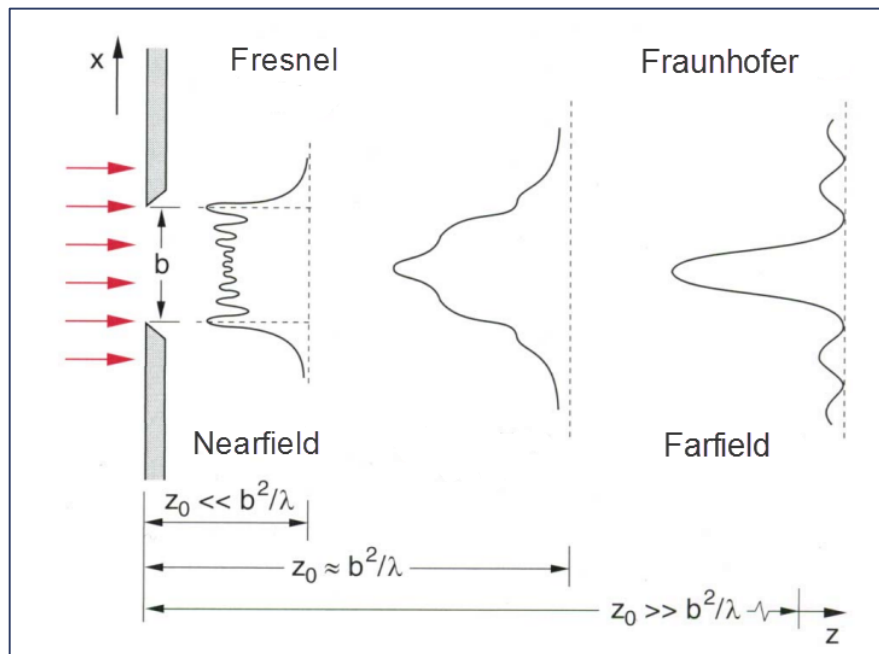 x
Fresnel
Fraunhofer
b
Nearfield
Farfield
z₀ << b²/λ
z₀ ≈ b²/λ
z₀ >> b²/λ
z